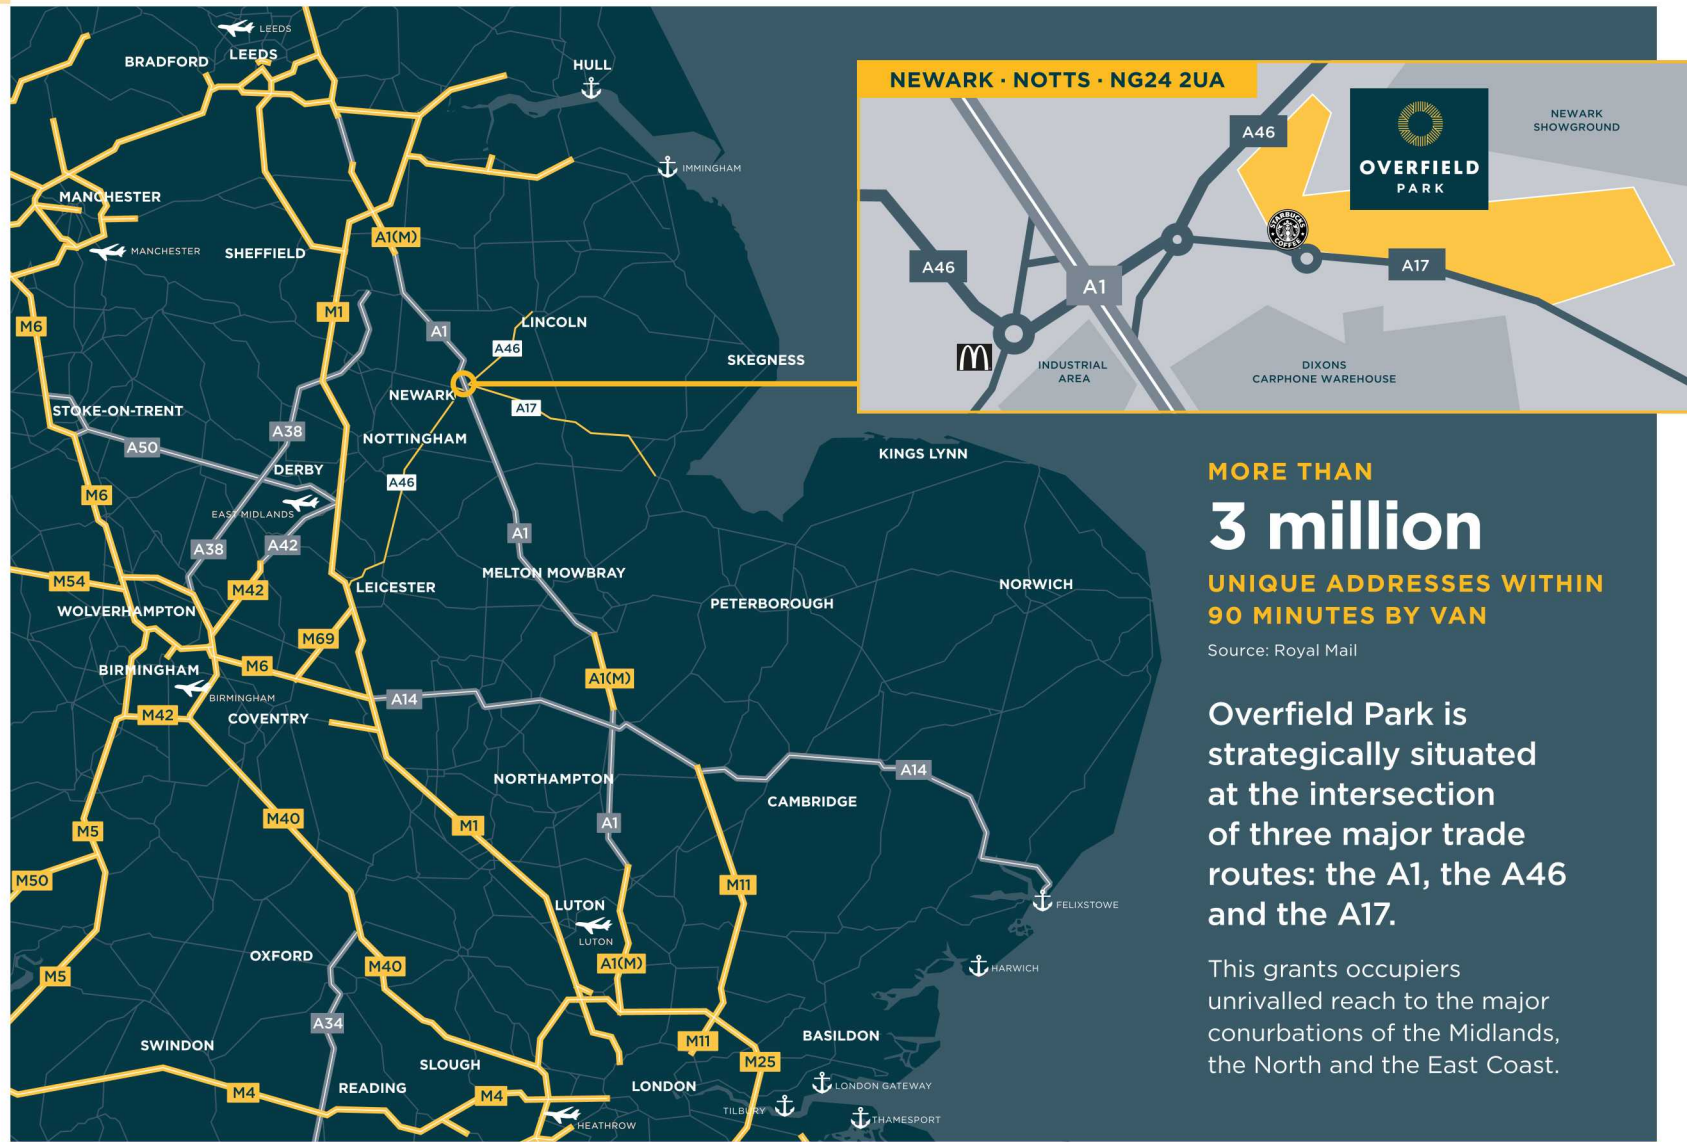 LEEDS
BRADFORD
LEEDS
HULL
IMMINGHAM
MANCHESTER
MANCHESTER
SHEFFIELD
A1(M)
M1
M6
A1
LINCOLN
A46
SKEGNESS
NEWARK
A17
STOKE-ON-TRENT
A50
A38
NOTTINGHAM
DERBY
A46
KINGS LYNN
M6
EAST MIDLANDS
A38
A42
A1
M54
M42
LEICESTER
MELTON MOWBRAY
PETERBOROUGH
NORWICH
WOLVERHAMPTON
M69
BIRMINGHAM
M6
BIRMINGHAM
A1(M)
A14
M42
COVENTRY
NORTHAMPTON
A14
CAMBRIDGE
M40
M1
A1
M5
M50
M11
LUTON
LUTON
FELIXSTOWE
OXFORD
M40
A1(M)
HARWICH
M5
A34
SWINDON
M11
BASILDON
M25
SLOUGH
M4
READING
M4
LONDON
LONDON GATEWAY
TILBURY
THAMESPORT
HEATHROW
NEWARK · NOTTS · NG24 2UA
A46
OVERFIELD
PARK
NEWARK
SHOWGROUND
STARBUCKS
COFFEE
A46
A1
A17
INDUSTRIAL
AREA
DIXONS
CARPHONE WAREHOUSE
MORE THAN
3 million
UNIQUE ADDRESSES WITHIN
90 MINUTES BY VAN
Source: Royal Mail
Overfield Park is
strategically situated
at the intersection
of three major trade
routes: the A1, the A46
and the A17.
This grants occupiers
unrivalled reach to the major
conurbations of the Midlands,
the North and the East Coast.